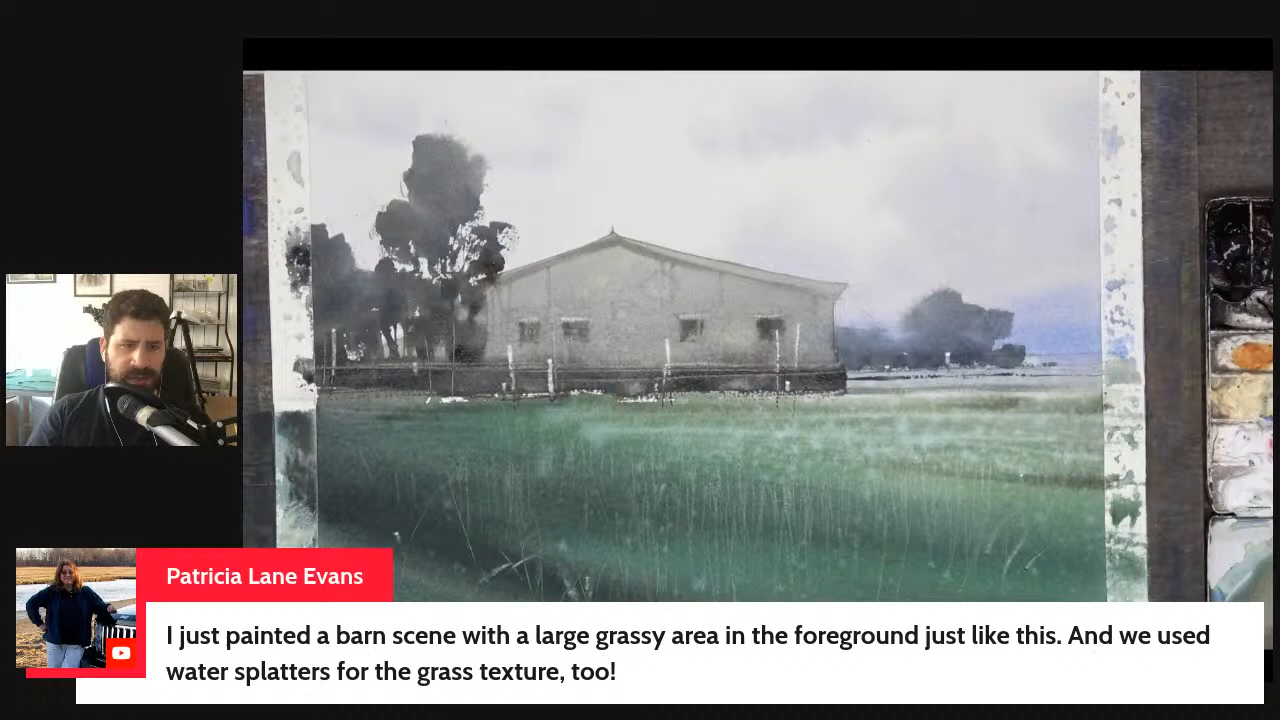 Patricia Lane Evans
I just painted a barn scene with a large grassy area in the foreground just like this. And we used
water splatters for the grass texture, too!